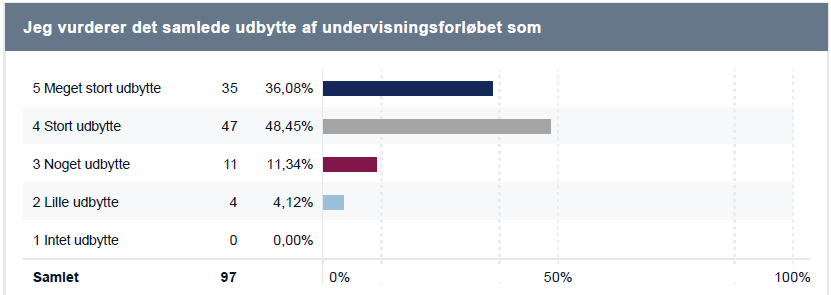 Jeg vurderer det samlede udbytte af undervisningsforløbet som
5 Meget stort udbytte 35 36,08%
4 Stort udbytte 47 48,45%
3 Noget udbytte 11 11,34%
2 Lille udbytte 4 4,12%
1 Intet udbytte 0 0,00%
Samlet 97 0% 50% 100%